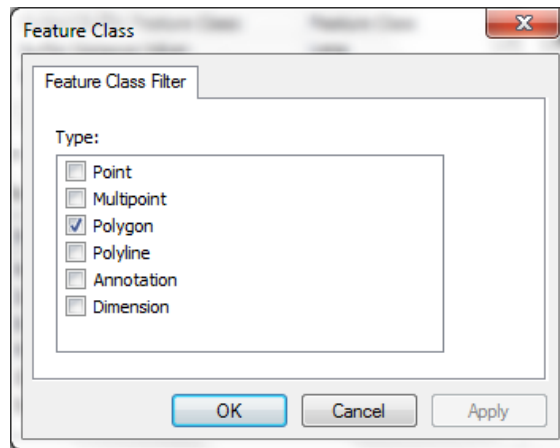 Feature Class
Feature Class Filter
Type:
Point
Multipoint
Polygon
Polyline
Annotation
Dimension
OK Cancel Apply